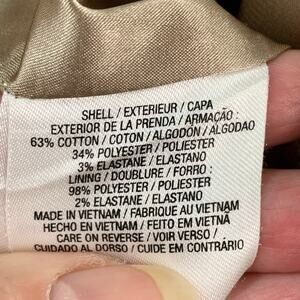 SHELL / EXTERIEUR / CAPA
EXTERIOR DE LA PRENDA / ARMAÇÃO :
63% COTTON / COTON / ALGODÓN / ALGODAO
34% POLYESTER / POLIESTER
3% ELASTANE / ELASTANO
LINING / DOUBLURE / FORRO :
98% POLYESTER / POLIESTER
2% ELASTANE / ELASTANO
MADE IN VIETNAM / FABRIQUE AU VIETNAM
HECHO EN VIETNAM / FEITO EM VIETNÃ
CARE ON REVERSE / VOIR VERSO /
CUIDADO AL DORSO / CUIDE EM CONTRÁRIO